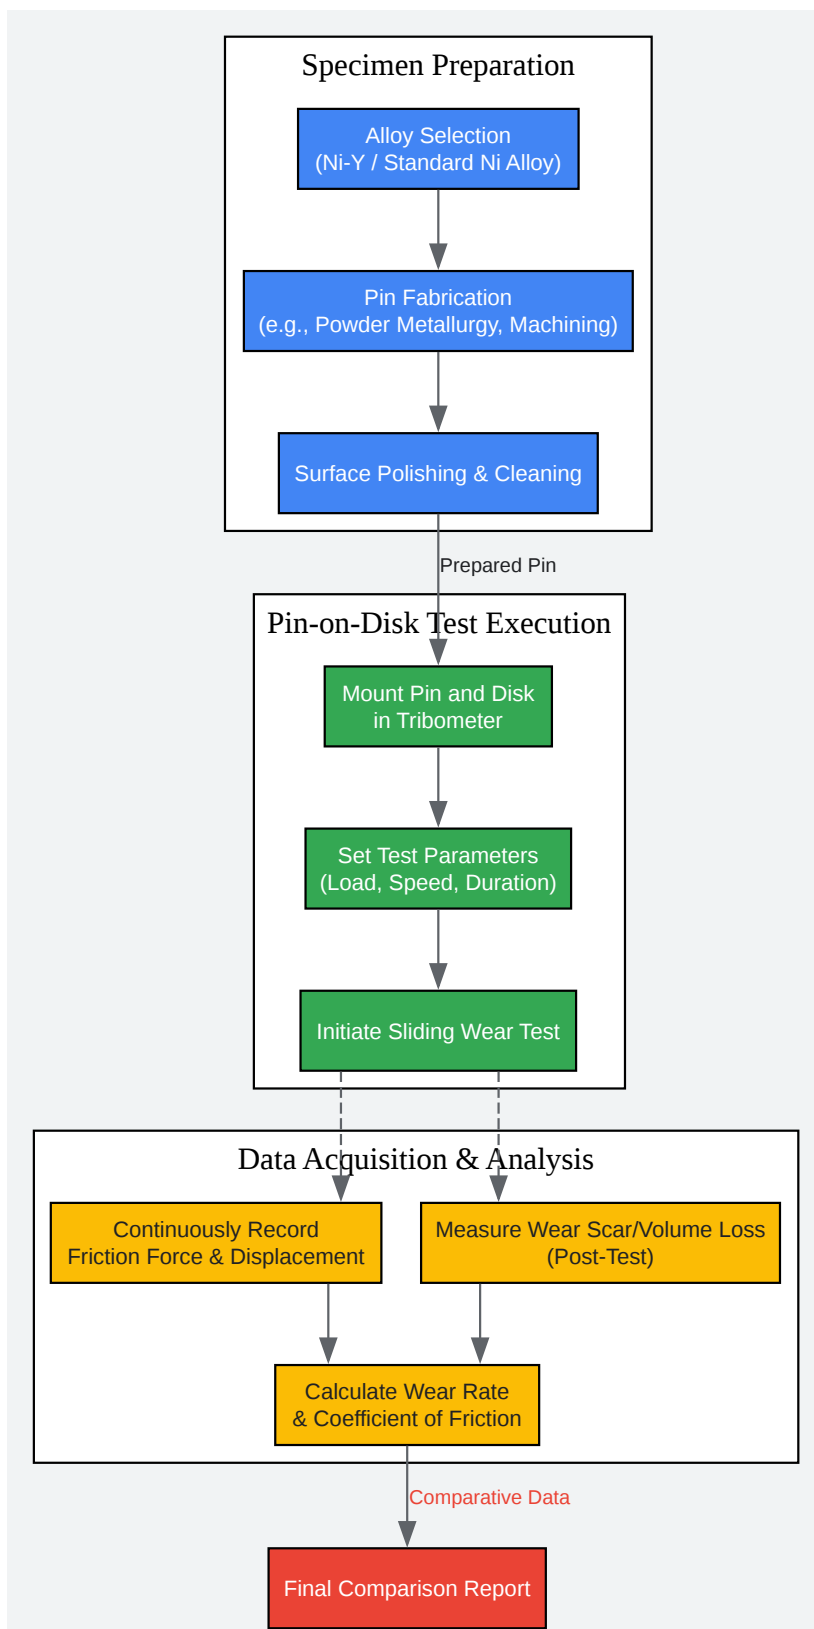 Specimen Preparation
Alloy Selection
(Ni-Y / Standard Ni Alloy)
Pin Fabrication
(e.g., Powder Metallurgy, Machining)
Surface Polishing & Cleaning
Prepared Pin
Pin-on-Disk Test Execution
Mount Pin and Disk
in Tribometer
Set Test Parameters
(Load, Speed, Duration)
Initiate Sliding Wear Test
Data Acquisition & Analysis
Continuously Record
Friction Force & Displacement
Measure Wear Scar/Volume Loss
(Post-Test)
Calculate Wear Rate
& Coefficient of Friction
Comparative Data
Final Comparison Report